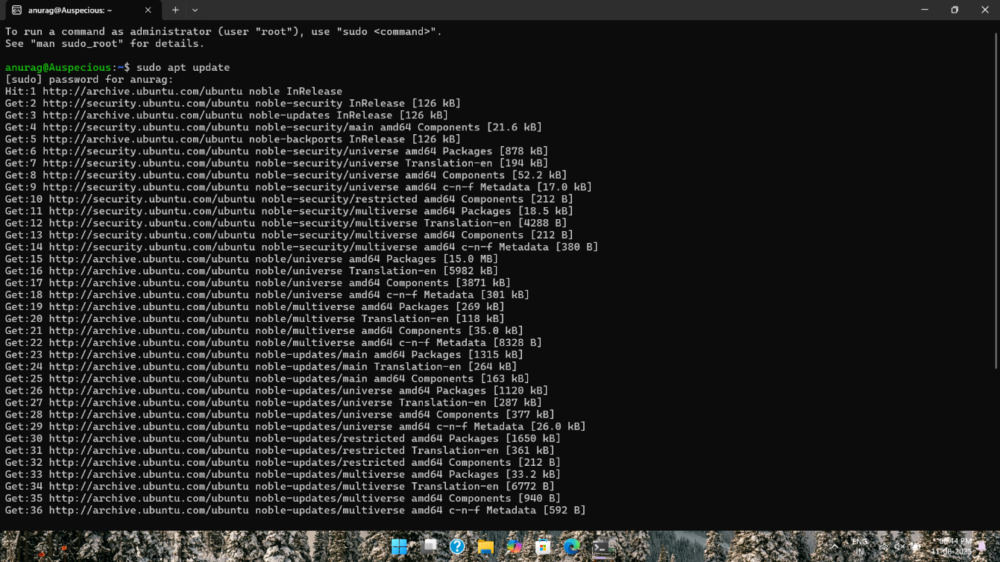 anurag@Auspecious: ~
To run a command as administrator (user "root"), use "sudo <command>".
See "man sudo_root" for details.
anurag@Auspecious:~$ sudo apt update
[sudo] password for anurag:
Hit:1 http://archive.ubuntu.com/ubuntu noble InRelease
Get:2 http://security.ubuntu.com/ubuntu noble-security InRelease [126 kB]
Get:3 http://archive.ubuntu.com/ubuntu noble-updates InRelease [126 kB]
Get:4 http://security.ubuntu.com/ubuntu noble-security/main amd64 Components [21.6 kB]
Get:5 http://archive.ubuntu.com/ubuntu noble-backports InRelease [126 kB]
Get:6 http://security.ubuntu.com/ubuntu noble-security/universe amd64 Packages [878 kB]
Get:7 http://security.ubuntu.com/ubuntu noble-security/universe Translation-en [194 kB]
Get:8 http://security.ubuntu.com/ubuntu noble-security/universe amd64 Components [52.2 kB]
Get:9 http://security.ubuntu.com/ubuntu noble-security/universe amd64 c-n-f Metadata [17.0 kB]
Get:10 http://security.ubuntu.com/ubuntu noble-security/restricted amd64 Components [212 B]
Get:11 http://security.ubuntu.com/ubuntu noble-security/multiverse amd64 Packages [18.5 kB]
Get:12 http://security.ubuntu.com/ubuntu noble-security/multiverse Translation-en [4288 B]
Get:13 http://security.ubuntu.com/ubuntu noble-security/multiverse amd64 Components [212 B]
Get:14 http://security.ubuntu.com/ubuntu noble-security/multiverse amd64 c-n-f Metadata [380 B]
Get:15 http://archive.ubuntu.com/ubuntu noble/universe amd64 Packages [15.0 MB]
Get:16 http://archive.ubuntu.com/ubuntu noble/universe Translation-en [5982 kB]
Get:17 http://archive.ubuntu.com/ubuntu noble/universe amd64 Components [3871 kB]
Get:18 http://archive.ubuntu.com/ubuntu noble/universe amd64 c-n-f Metadata [301 kB]
Get:19 http://archive.ubuntu.com/ubuntu noble/multiverse amd64 Packages [269 kB]
Get:20 http://archive.ubuntu.com/ubuntu noble/multiverse Translation-en [118 kB]
Get:21 http://archive.ubuntu.com/ubuntu noble/multiverse amd64 Components [35.0 kB]
Get:22 http://archive.ubuntu.com/ubuntu noble/multiverse amd64 c-n-f Metadata [8328 B]
Get:23 http://archive.ubuntu.com/ubuntu noble-updates/main amd64 Packages [1315 kB]
Get:24 http://archive.ubuntu.com/ubuntu noble-updates/main Translation-en [264 kB]
Get:25 http://archive.ubuntu.com/ubuntu noble-updates/main amd64 Components [163 kB]
Get:26 http://archive.ubuntu.com/ubuntu noble-updates/universe amd64 Packages [1120 kB]
Get:27 http://archive.ubuntu.com/ubuntu noble-updates/universe Translation-en [287 kB]
Get:28 http://archive.ubuntu.com/ubuntu noble-updates/universe amd64 Components [377 kB]
Get:29 http://archive.ubuntu.com/ubuntu noble-updates/universe amd64 c-n-f Metadata [26.0 kB]
Get:30 http://archive.ubuntu.com/ubuntu noble-updates/restricted amd64 Packages [1650 kB]
Get:31 http://archive.ubuntu.com/ubuntu noble-updates/restricted Translation-en [361 kB]
Get:32 http://archive.ubuntu.com/ubuntu noble-updates/restricted amd64 Components [212 B]
Get:33 http://archive.ubuntu.com/ubuntu noble-updates/multiverse amd64 Packages [33.2 kB]
Get:34 http://archive.ubuntu.com/ubuntu noble-updates/multiverse Translation-en [6772 B]
Get:35 http://archive.ubuntu.com/ubuntu noble-updates/multiverse amd64 Components [940 B]
Get:36 http://archive.ubuntu.com/ubuntu noble-updates/multiverse amd64 c-n-f Metadata [592 B]
ENG
IN
06:44 PM
11-08-2025